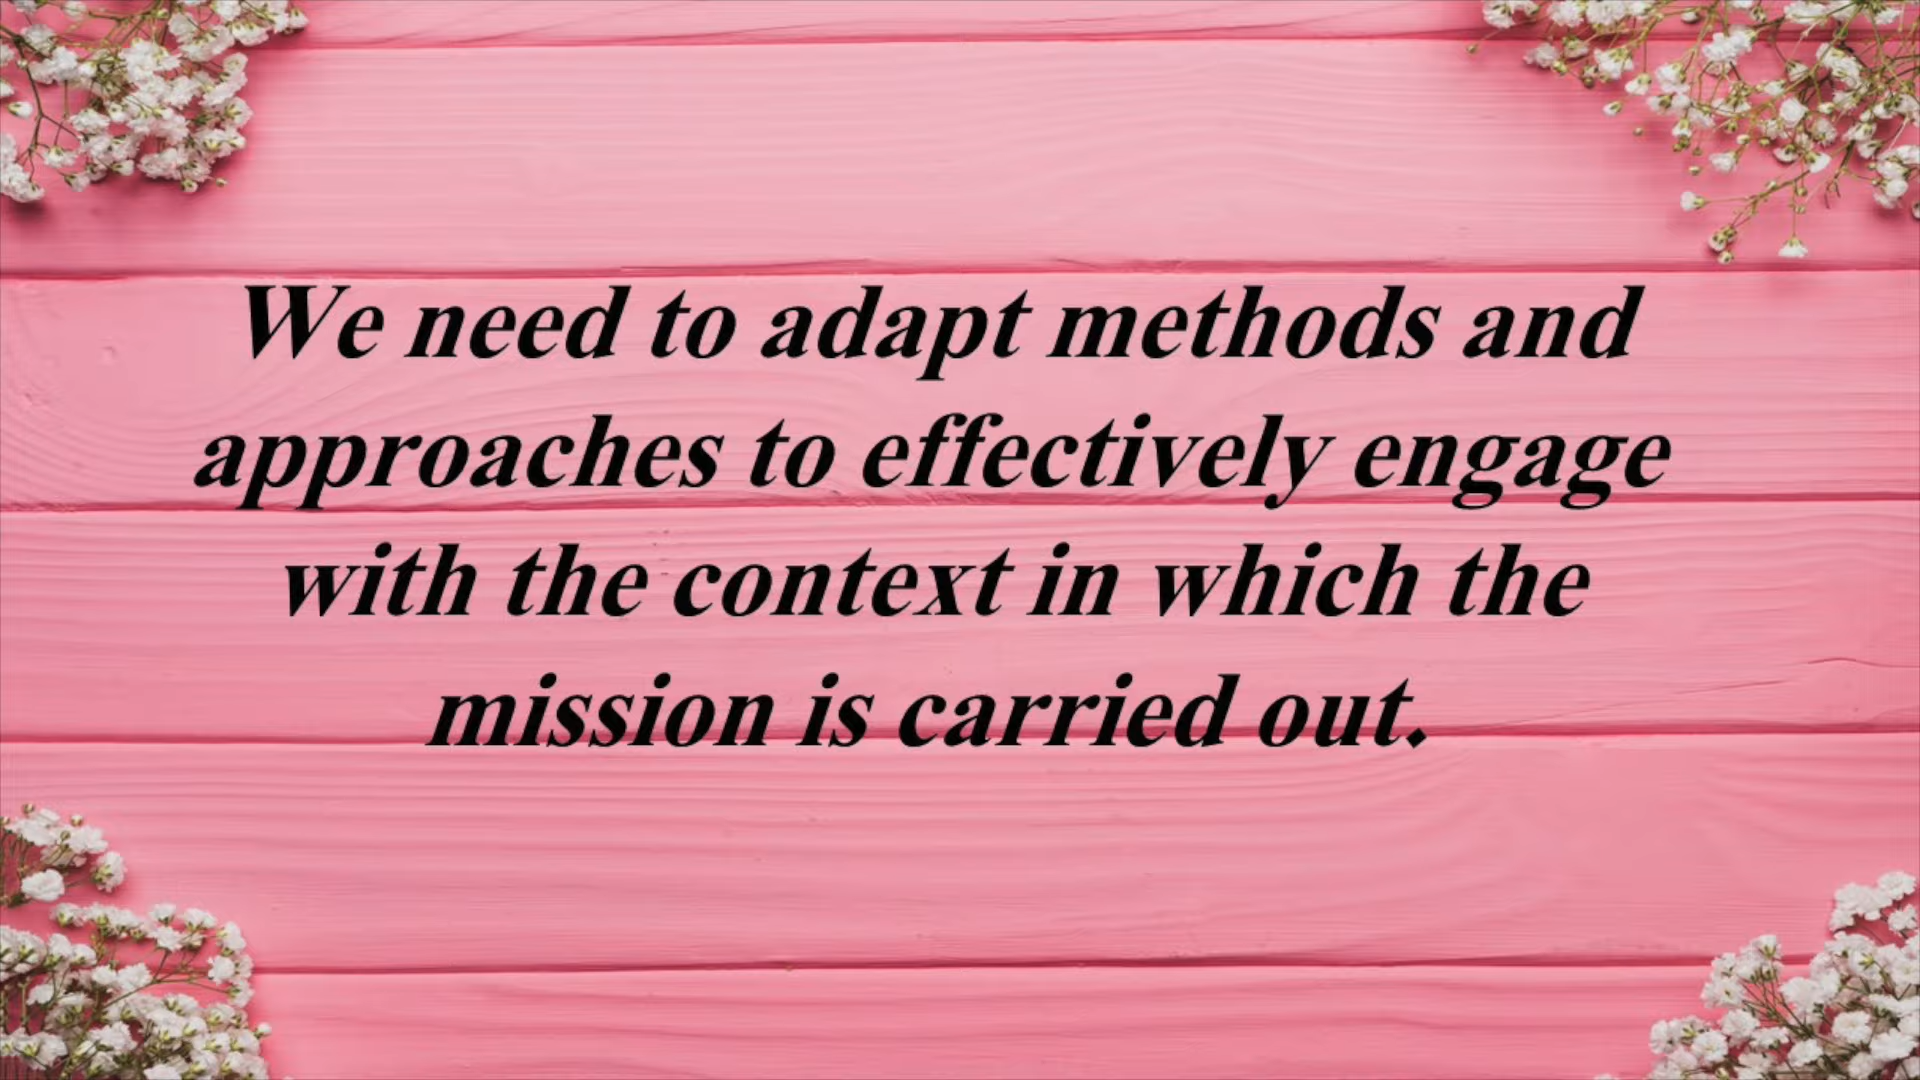 We need to adapt methods and
approaches to effectively engage
with the context in which the
mission is carried out.